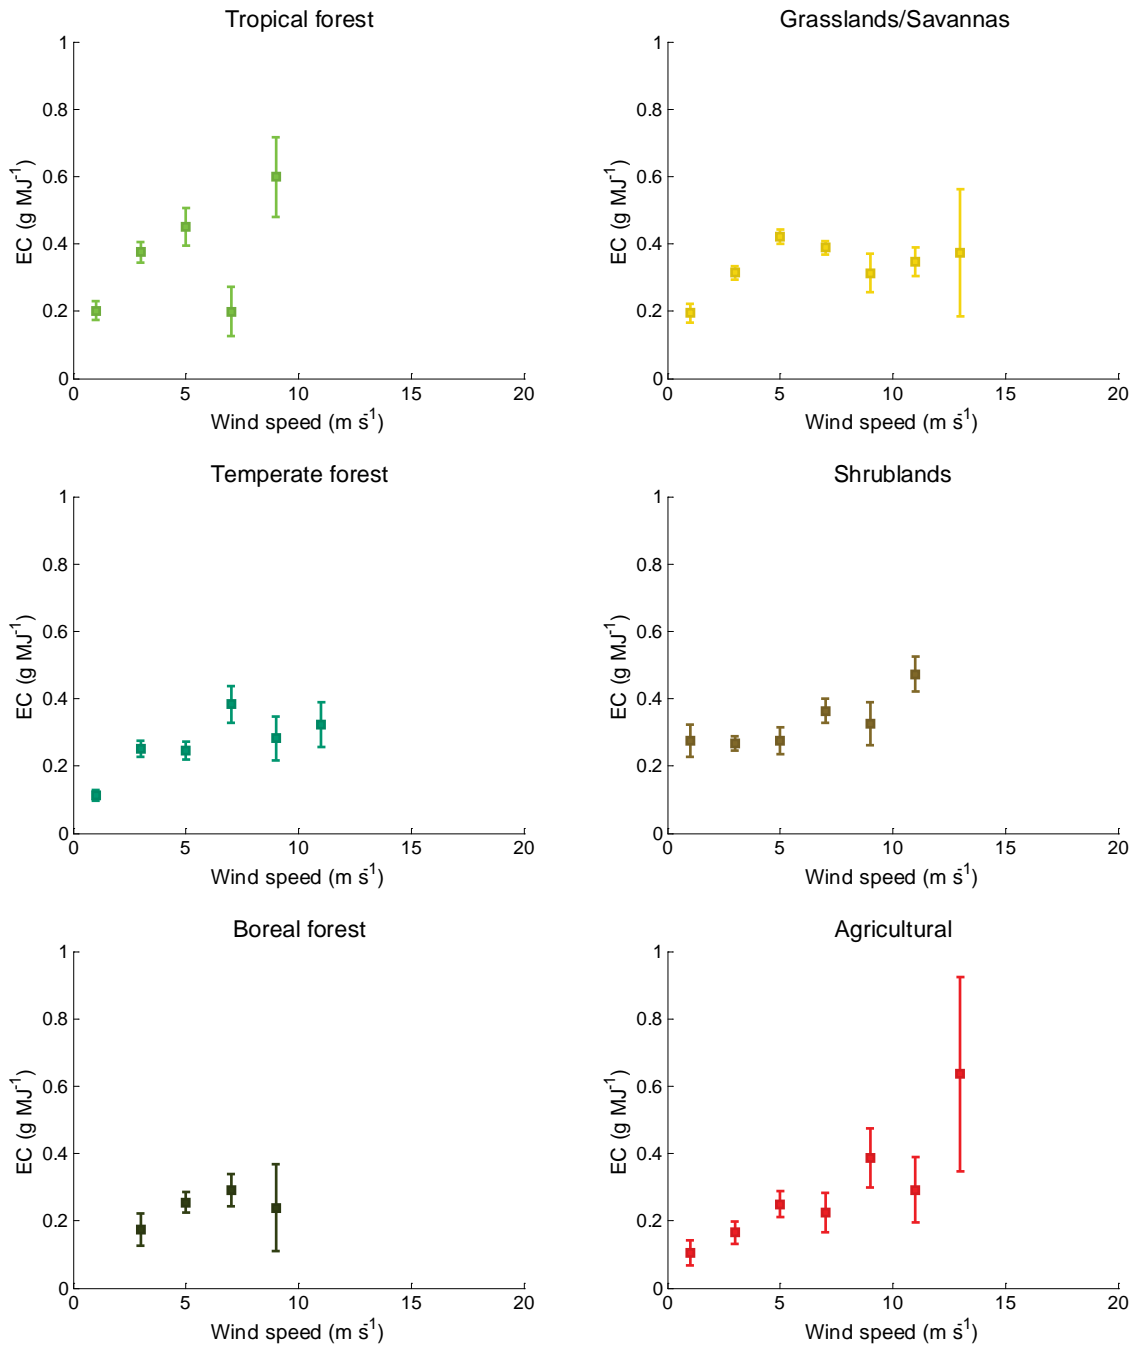 Tropical forest
1
0.8
0.6
0.4
0.2
0
EC (g MJ⁻¹)
0 5 10 15 20
Wind speed (m s⁻¹)
Grasslands/Savannas
1
0.8
0.6
0.4
0.2
0
EC (g MJ⁻¹)
0 5 10 15 20
Wind speed (m s⁻¹)
Temperate forest
1
0.8
0.6
0.4
0.2
0
EC (g MJ⁻¹)
0 5 10 15 20
Wind speed (m s⁻¹)
Shrublands
1
0.8
0.6
0.4
0.2
0
EC (g MJ⁻¹)
0 5 10 15 20
Wind speed (m s⁻¹)
Boreal forest
1
0.8
0.6
0.4
0.2
0
EC (g MJ⁻¹)
0 5 10 15 20
Wind speed (m s⁻¹)
Agricultural
1
0.8
0.6
0.4
0.2
0
EC (g MJ⁻¹)
0 5 10 15 20
Wind speed (m s⁻¹)